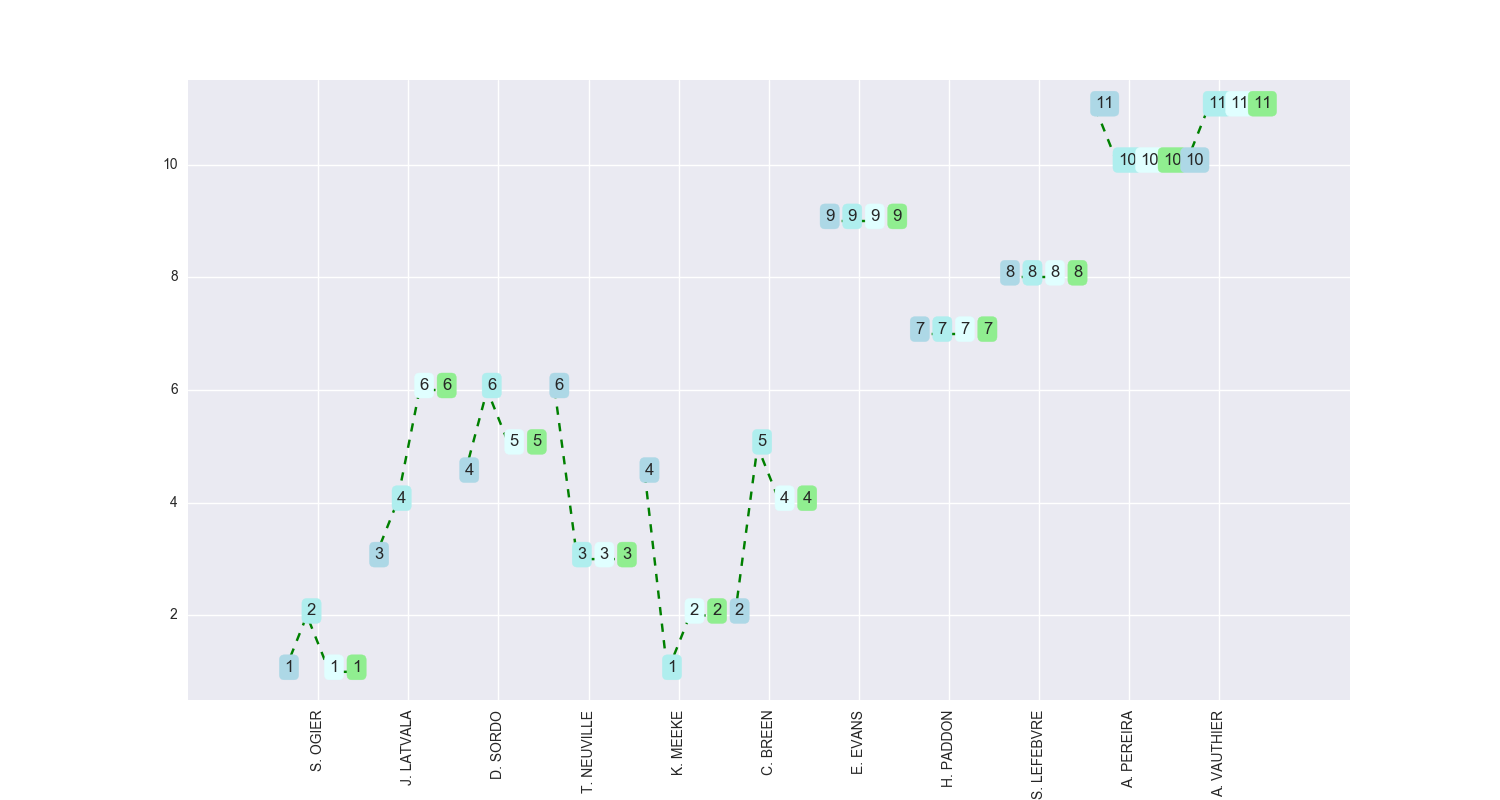 11 11 11 11
10 10 10 10 10
9 9 9 9
8 8 8 8
7 7 7 7
6 6 6 6 6
5 5 5
4 4
4 4 4 4
3 3 3 3
2 2 2 2 2
1 1 1 1
2
S. OGIER
J. LATVALA
D. SORDO
T. NEUVILLE
K. MEEKE
C. BREEN
E. EVANS
H. PADDON
S. LEFEBVRE
A. PEREIRA
A. VAUTHIER